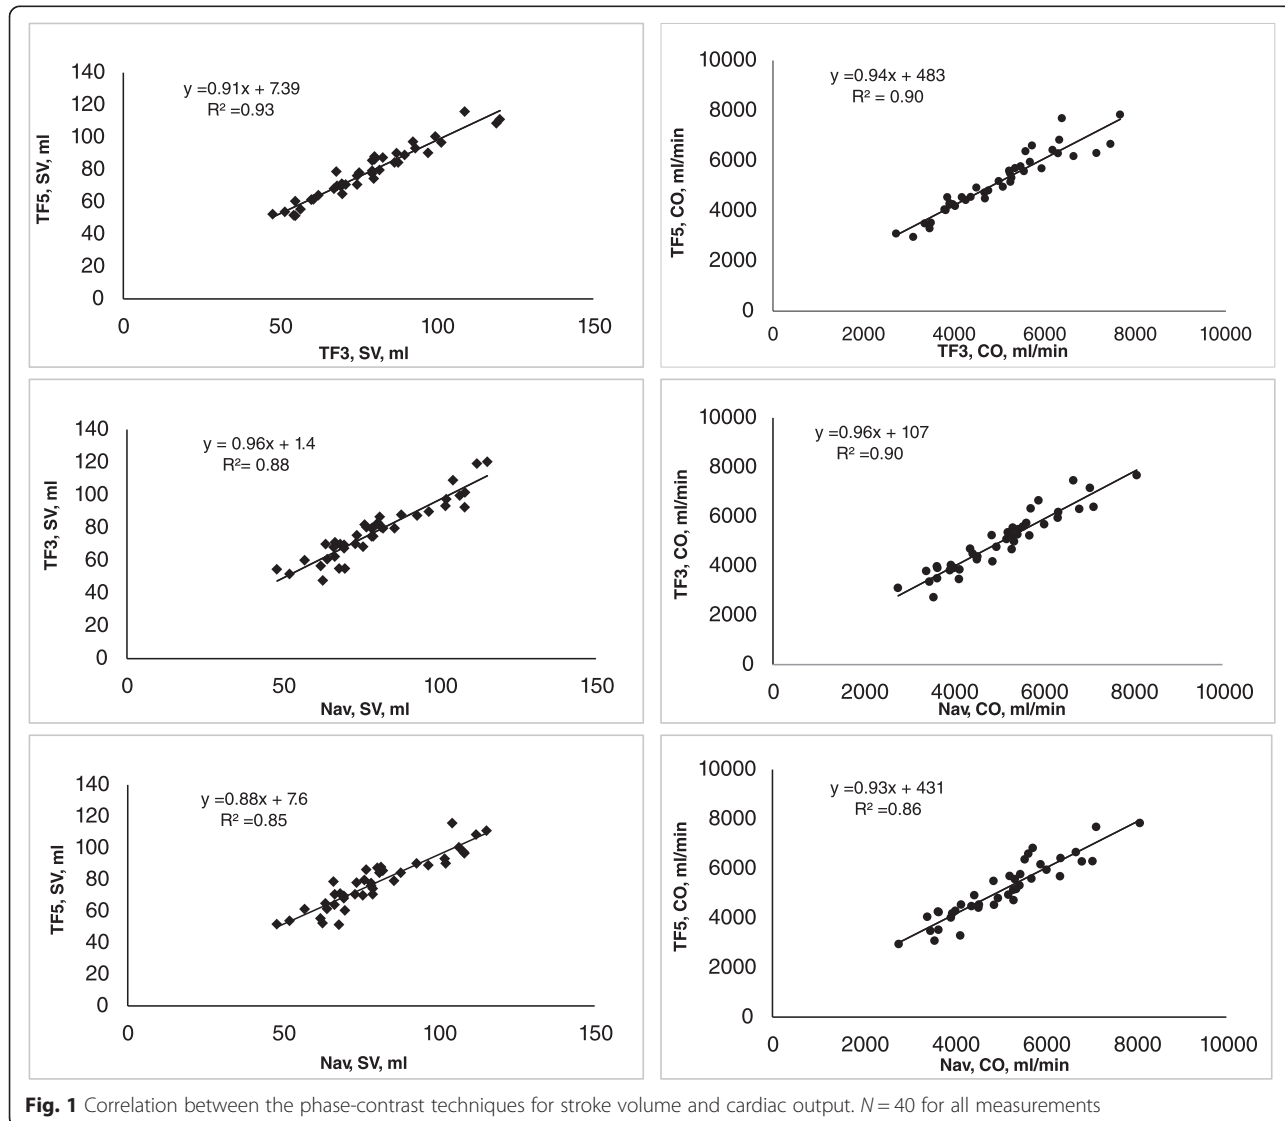 y =0.91x + 7.39
R² =0.93
140
120
100
80
60
40
20
0
TF5, SV, ml
0 50 100 150
TF3, SV, ml
y =0.94x + 483
R² = 0.90
10000
8000
6000
4000
2000
0
TF5, CO, ml/min
0 2000 4000 6000 8000 10000
TF3, CO, ml/min
y = 0.96x + 1.4
R²= 0.88
140
120
100
80
60
40
20
0
TF3, SV, ml
0 50 100 150
Nav, SV, ml
y =0.96x + 107
R² =0.90
10000
8000
6000
4000
2000
0
TF3, CO, ml/min
0 2000 4000 6000 8000 10000
Nav, CO, ml/min
y =0.88x + 7.6
R² =0.85
140
120
100
80
60
40
20
0
TF5, SV, ml
0 50 100 150
Nav, SV, ml
y =0.93x + 431
R² =0.86
10000
8000
6000
4000
2000
0
TF5, CO, ml/min
0 2000 4000 6000 8000 10000
Nav, CO, ml/min
Fig. 1 Correlation between the phase-contrast techniques for stroke volume and cardiac output. N = 40 for all measurements